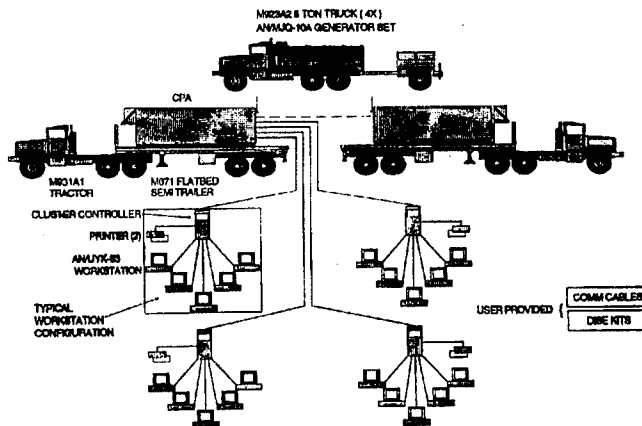 M923A2 5 TON TRUCK ( 4X )
AN/MJQ-10A GENERATOR SET
CPA
M931A1
TRACTOR
M871 FLATBED
SEMI TRAILER
CLUSTER CONTROLLER
PRINTER (2)
AN/UYK-83
WORKSTATION
TYPICAL
WORKSTATION
CONFIGURATION
USER PROVIDED
COMM CABLES
DISE KITS